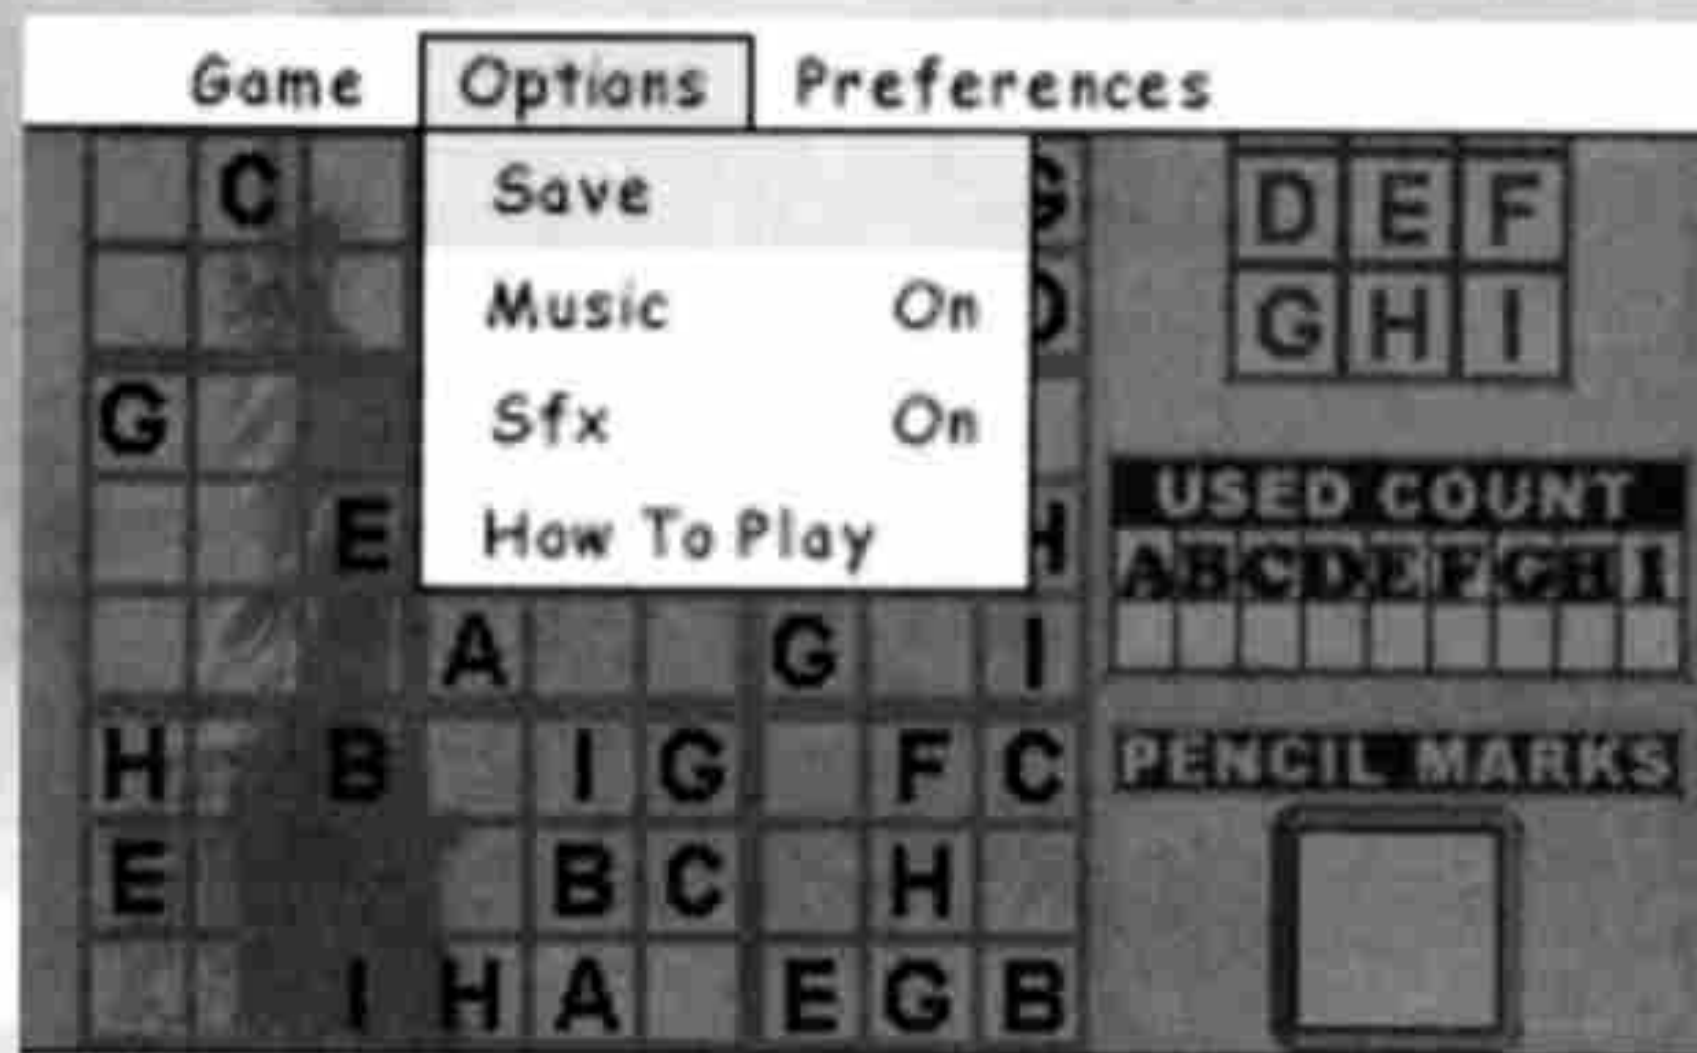 Game Options Preferences
Save
Music On
Sfx On
How To Play
C G
D E F
G H I
G
E H
USED COUNT
A B C D E F G H I
A G I
H B I G F C
PENCIL MARKS
E B C H
I H A E G B